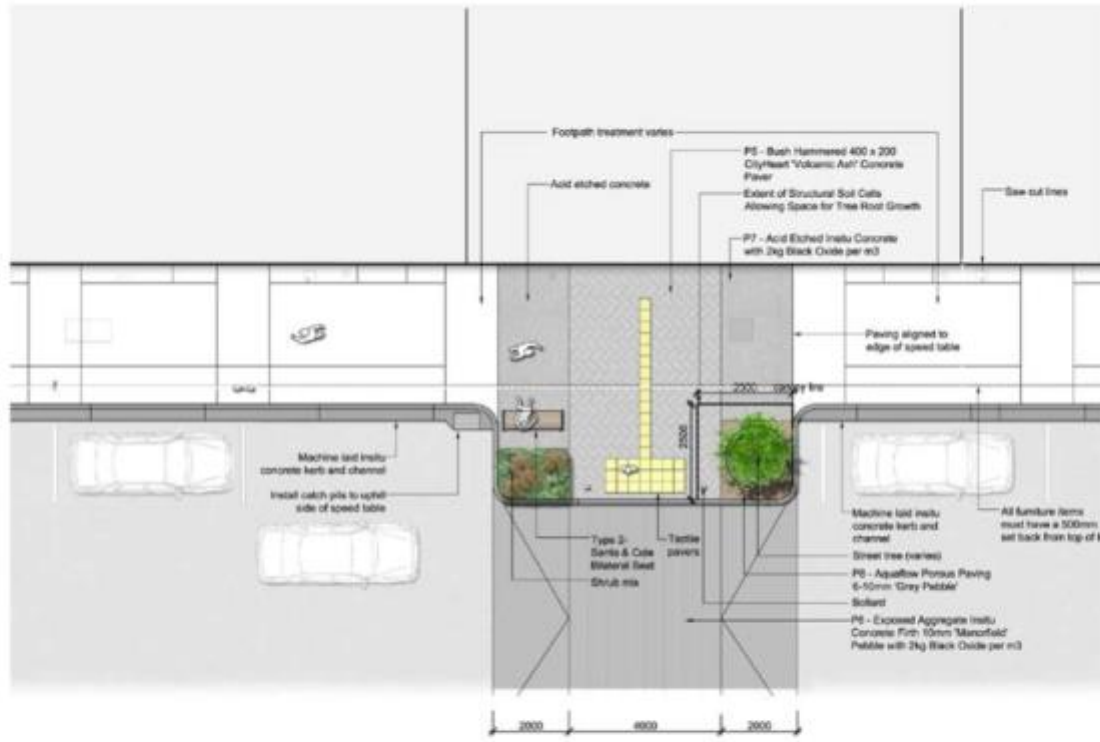 Footpath treatment varies
P5 - Bush Hammered 400 x 200
CityHeart 'Volcanic Ash' Concrete
Paver
Acid etched concrete
Extent of Structural Soil Cells
Allowing Space for Tree Root Growth
Saw cut lines
P7 - Acid Etched Insitu Concrete
with 2kg Black Oxide per m3
Paving aligned to
edge of speed table
2500
canopy line
2500
Machine laid insitu
concrete kerb and channel
Install catch pits to uphill
side of speed table
Type 2-
Santa & Cole
Bilateral Seat
Shrub mix
Tactile
pavers
Machine laid insitu
concrete kerb and
channel
All furniture items
must have a 500mm
set back from top of
Street tree (varies)
P8 - Aquaflow Porous Paving
6-10mm 'Grey Pebble'
Bollard
P6 - Exposed Aggregate Insitu
Concrete Firth 10mm 'Manorfield'
Pebble with 2kg Black Oxide per m3
2000
2000